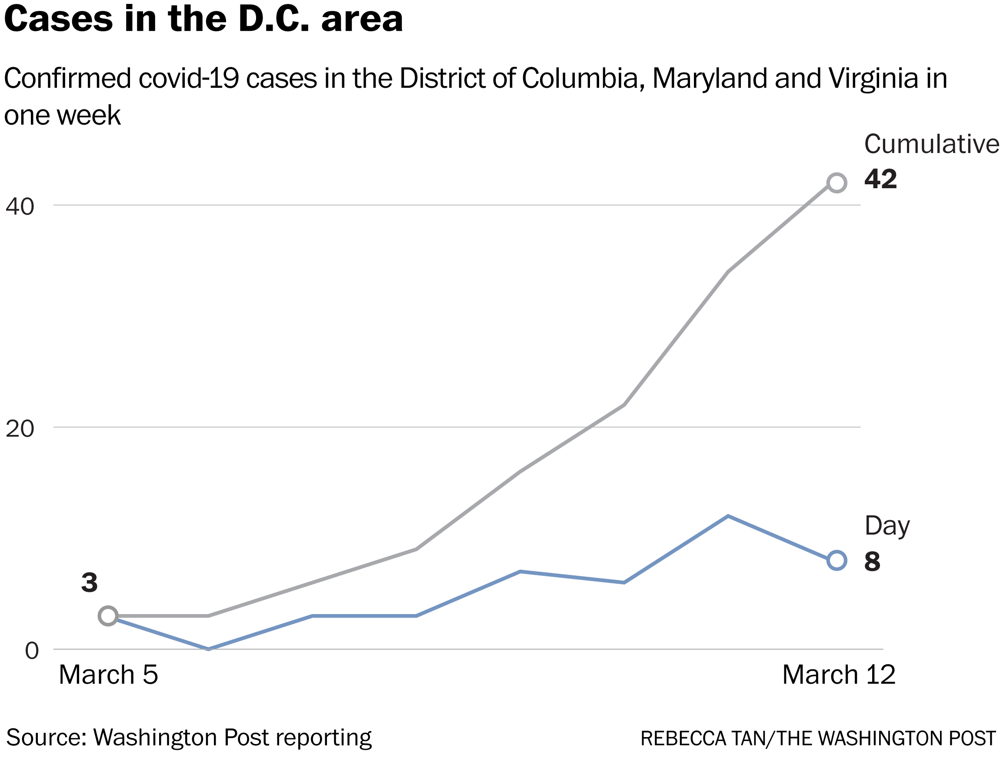 Cases in the D.C. area
Confirmed covid-19 cases in the District of Columbia, Maryland and Virginia in
one week
Cumulative
42
40
20
Day
8
3
0
March 5
March 12
Source: Washington Post reporting
REBECCA TAN/THE WASHINGTON POST